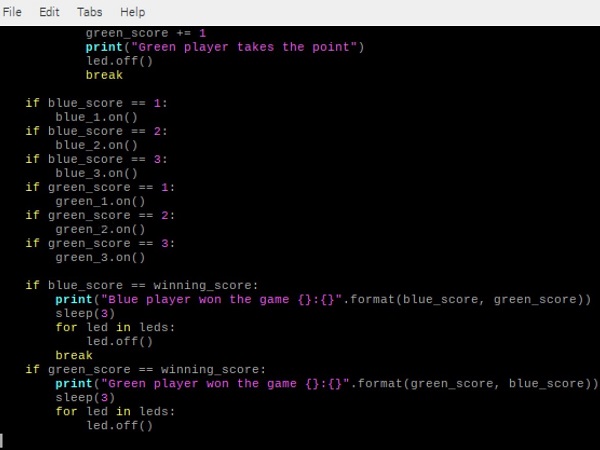 File Edit Tabs Help
            green_score += 1
            print("Green player takes the point")
            led.off()
            break

    if blue_score == 1:
        blue_1.on()
    if blue_score == 2:
        blue_2.on()
    if blue_score == 3:
        blue_3.on()
    if green_score == 1:
        green_1.on()
    if green_score == 2:
        green_2.on()
    if green_score == 3:
        green_3.on()

    if blue_score == winning_score:
        print("Blue player won the game {}:{}".format(blue_score, green_score))
        sleep(3)
        for led in leds:
            led.off()
        break
    if green_score == winning_score:
        print("Green player won the game {}:{}".format(green_score, blue_score))
        sleep(3)
        for led in leds:
            led.off()